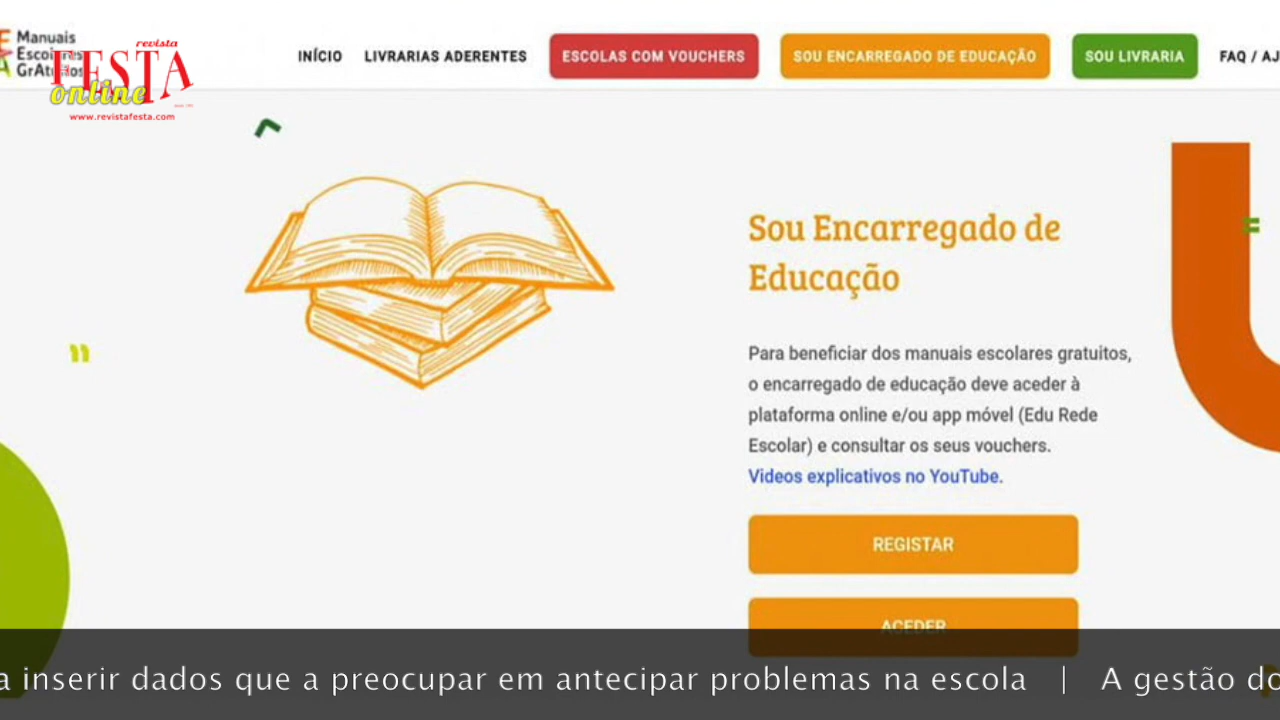 Manuais
Escolares
GrAtuitos
revista
FESTA
online
www.revistafesta.com
INÍCIO
LIVRARIAS ADERENTES
ESCOLAS COM VOUCHERS
SOU ENCARREGADO DE EDUCAÇÃO
SOU LIVRARIA
FAQ / AJ
Sou Encarregado de
Educação
Para beneficiar dos manuais escolares gratuitos,
o encarregado de educação deve aceder à
plataforma online e/ou app móvel (Edu Rede
Escolar) e consultar os seus vouchers.
Videos explicativos no YouTube.
REGISTAR
ACEDER
a inserir dados que a preocupar em antecipar problemas na escola | A gestão do